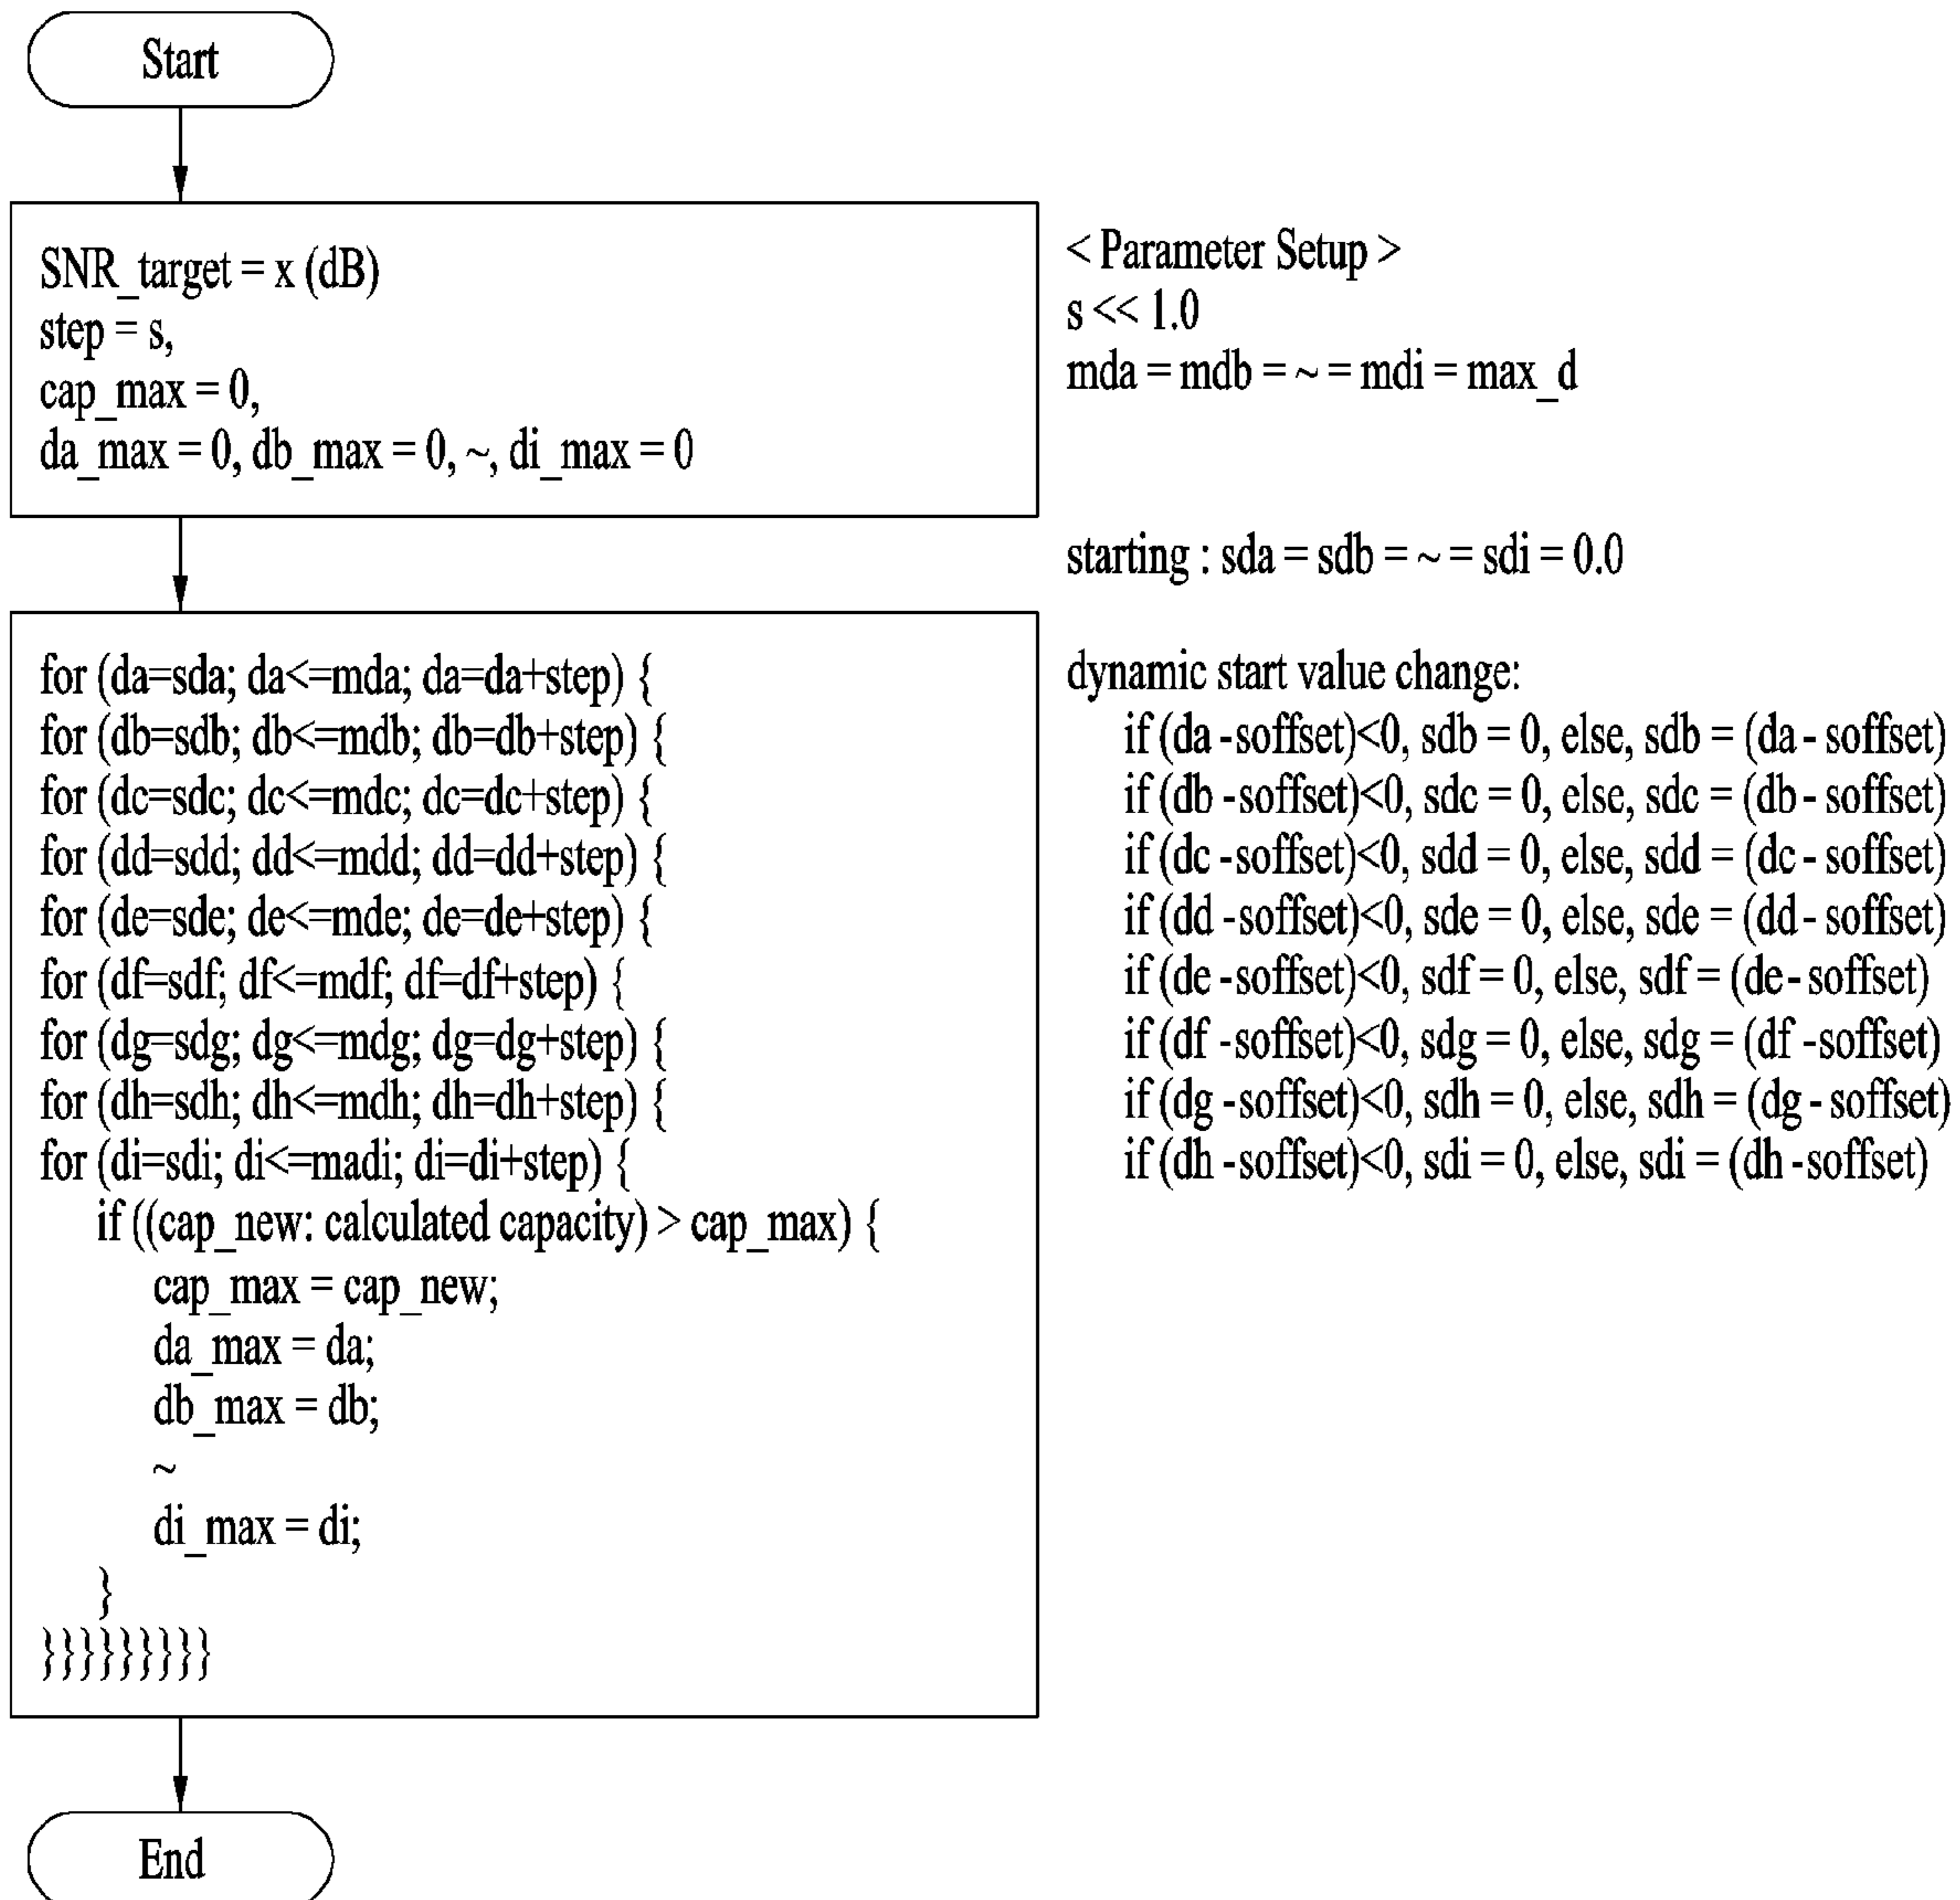 Start
SNR_target = x (dB)
step = s,
cap_max = 0,
da_max = 0, db_max = 0, ~, di_max = 0
< Parameter Setup >
s << 1.0
mda = mdb = ~ = mdi = max_d
starting : sda = sdb = ~ = sdi = 0.0
for (da=sda; da<=mda; da=da+step) {
for (db=sdb; db<=mdb; db=db+step) {
for (dc=sdc; dc<=mdc; dc=dc+step) {
for (dd=sdd; dd<=mdd; dd=dd+step) {
for (de=sde; de<=mde; de=de+step) {
for (df=sdf; df<=mdf; df=df+step) {
for (dg=sdg; dg<=mdg; dg=dg+step) {
for (dh=sdh; dh<=mdh; dh=dh+step) {
for (di=sdi; di<=madi; di=di+step) {
if ((cap_new: calculated capacity) > cap_max) {
cap_max = cap_new;
da_max = da;
db_max = db;
~
di_max = di;
}
}}}}}}}}}
dynamic start value change:
if (da -soffset)<0, sdb = 0, else, sdb = (da - soffset)
if (db -soffset)<0, sdc = 0, else, sdc = (db - soffset)
if (dc -soffset)<0, sdd = 0, else, sdd = (dc - soffset)
if (dd -soffset)<0, sde = 0, else, sde = (dd - soffset)
if (de -soffset)<0, sdf = 0, else, sdf = (de - soffset)
if (df -soffset)<0, sdg = 0, else, sdg = (df -soffset)
if (dg -soffset)<0, sdh = 0, else, sdh = (dg - soffset)
if (dh -soffset)<0, sdi = 0, else, sdi = (dh -soffset)
End